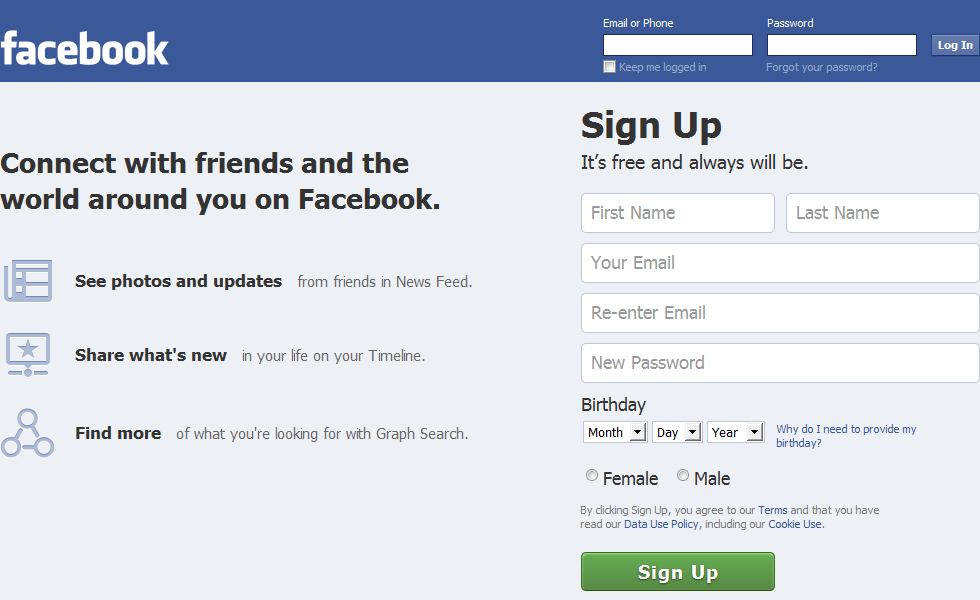 facebook
Email or Phone
Password
Log In
Keep me logged in
Forgot your password?
Connect with friends and the
world around you on Facebook.
See photos and updates from friends in News Feed.
Share what's new in your life on your Timeline.
Find more of what you're looking for with Graph Search.
Sign Up
It’s free and always will be.
First Name
Last Name
Your Email
Re-enter Email
New Password
Birthday
Month
Day
Year
Why do I need to provide my
birthday?
Female
Male
By clicking Sign Up, you agree to our Terms and that you have
read our Data Use Policy, including our Cookie Use.
Sign Up